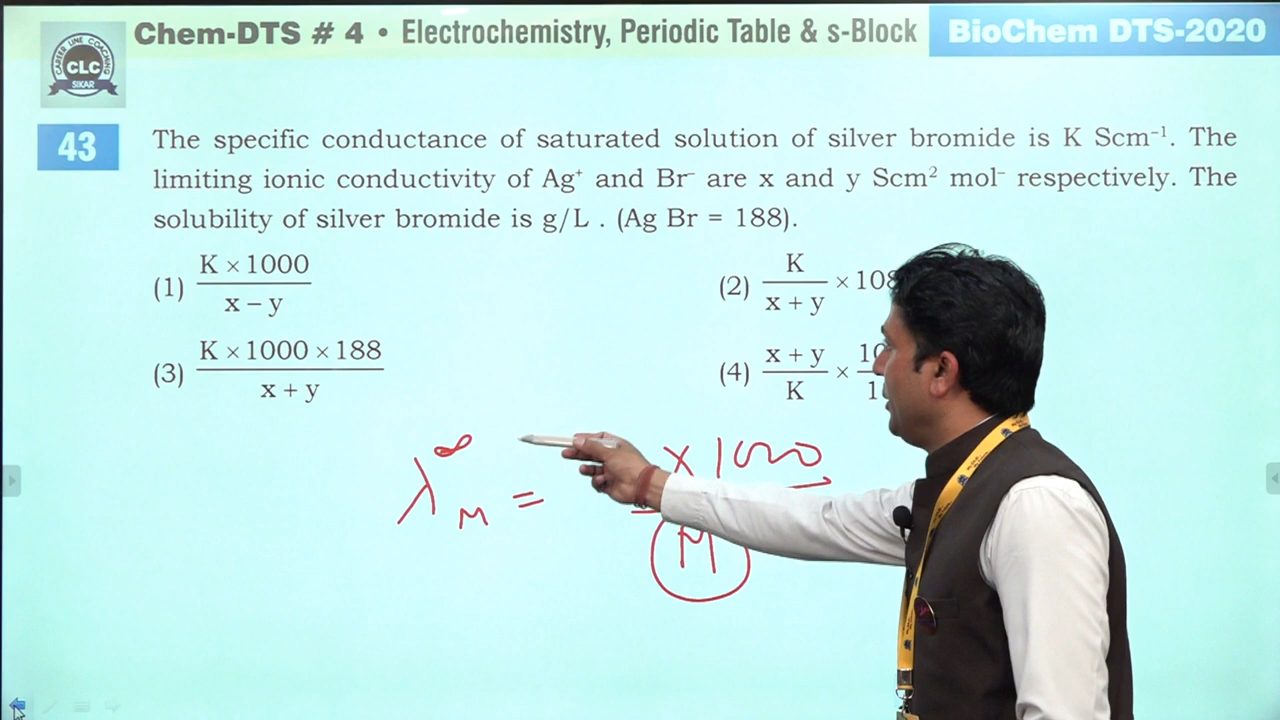 Chem-DTS # 4 • Electrochemistry, Periodic Table & s-Block
BioChem DTS-2020
CAREER LINE COACHING
CLC
SIKAR
43
The specific conductance of saturated solution of silver bromide is K Scm⁻¹. The
limiting ionic conductivity of Ag⁺ and Br⁻ are x and y Scm² mol⁻ respectively. The
solubility of silver bromide is g/L . (Ag Br = 188).
(1) K × 1000 / x – y
(2) K / x + y × 108
(3) K × 1000 × 188 / x + y
(4) x + y / K ×
λ∞M = × 1000 / M